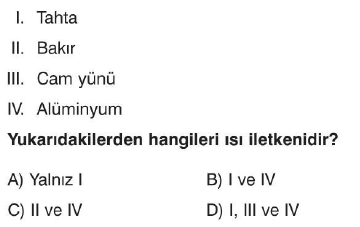 I. Tahta
II. Bakır
III. Cam yünü
IV. Alüminyum
Yukarıdakilerden hangileri ısı iletkenidir?
A) Yalnız I B) I ve IV
C) II ve IV D) I, III ve IV